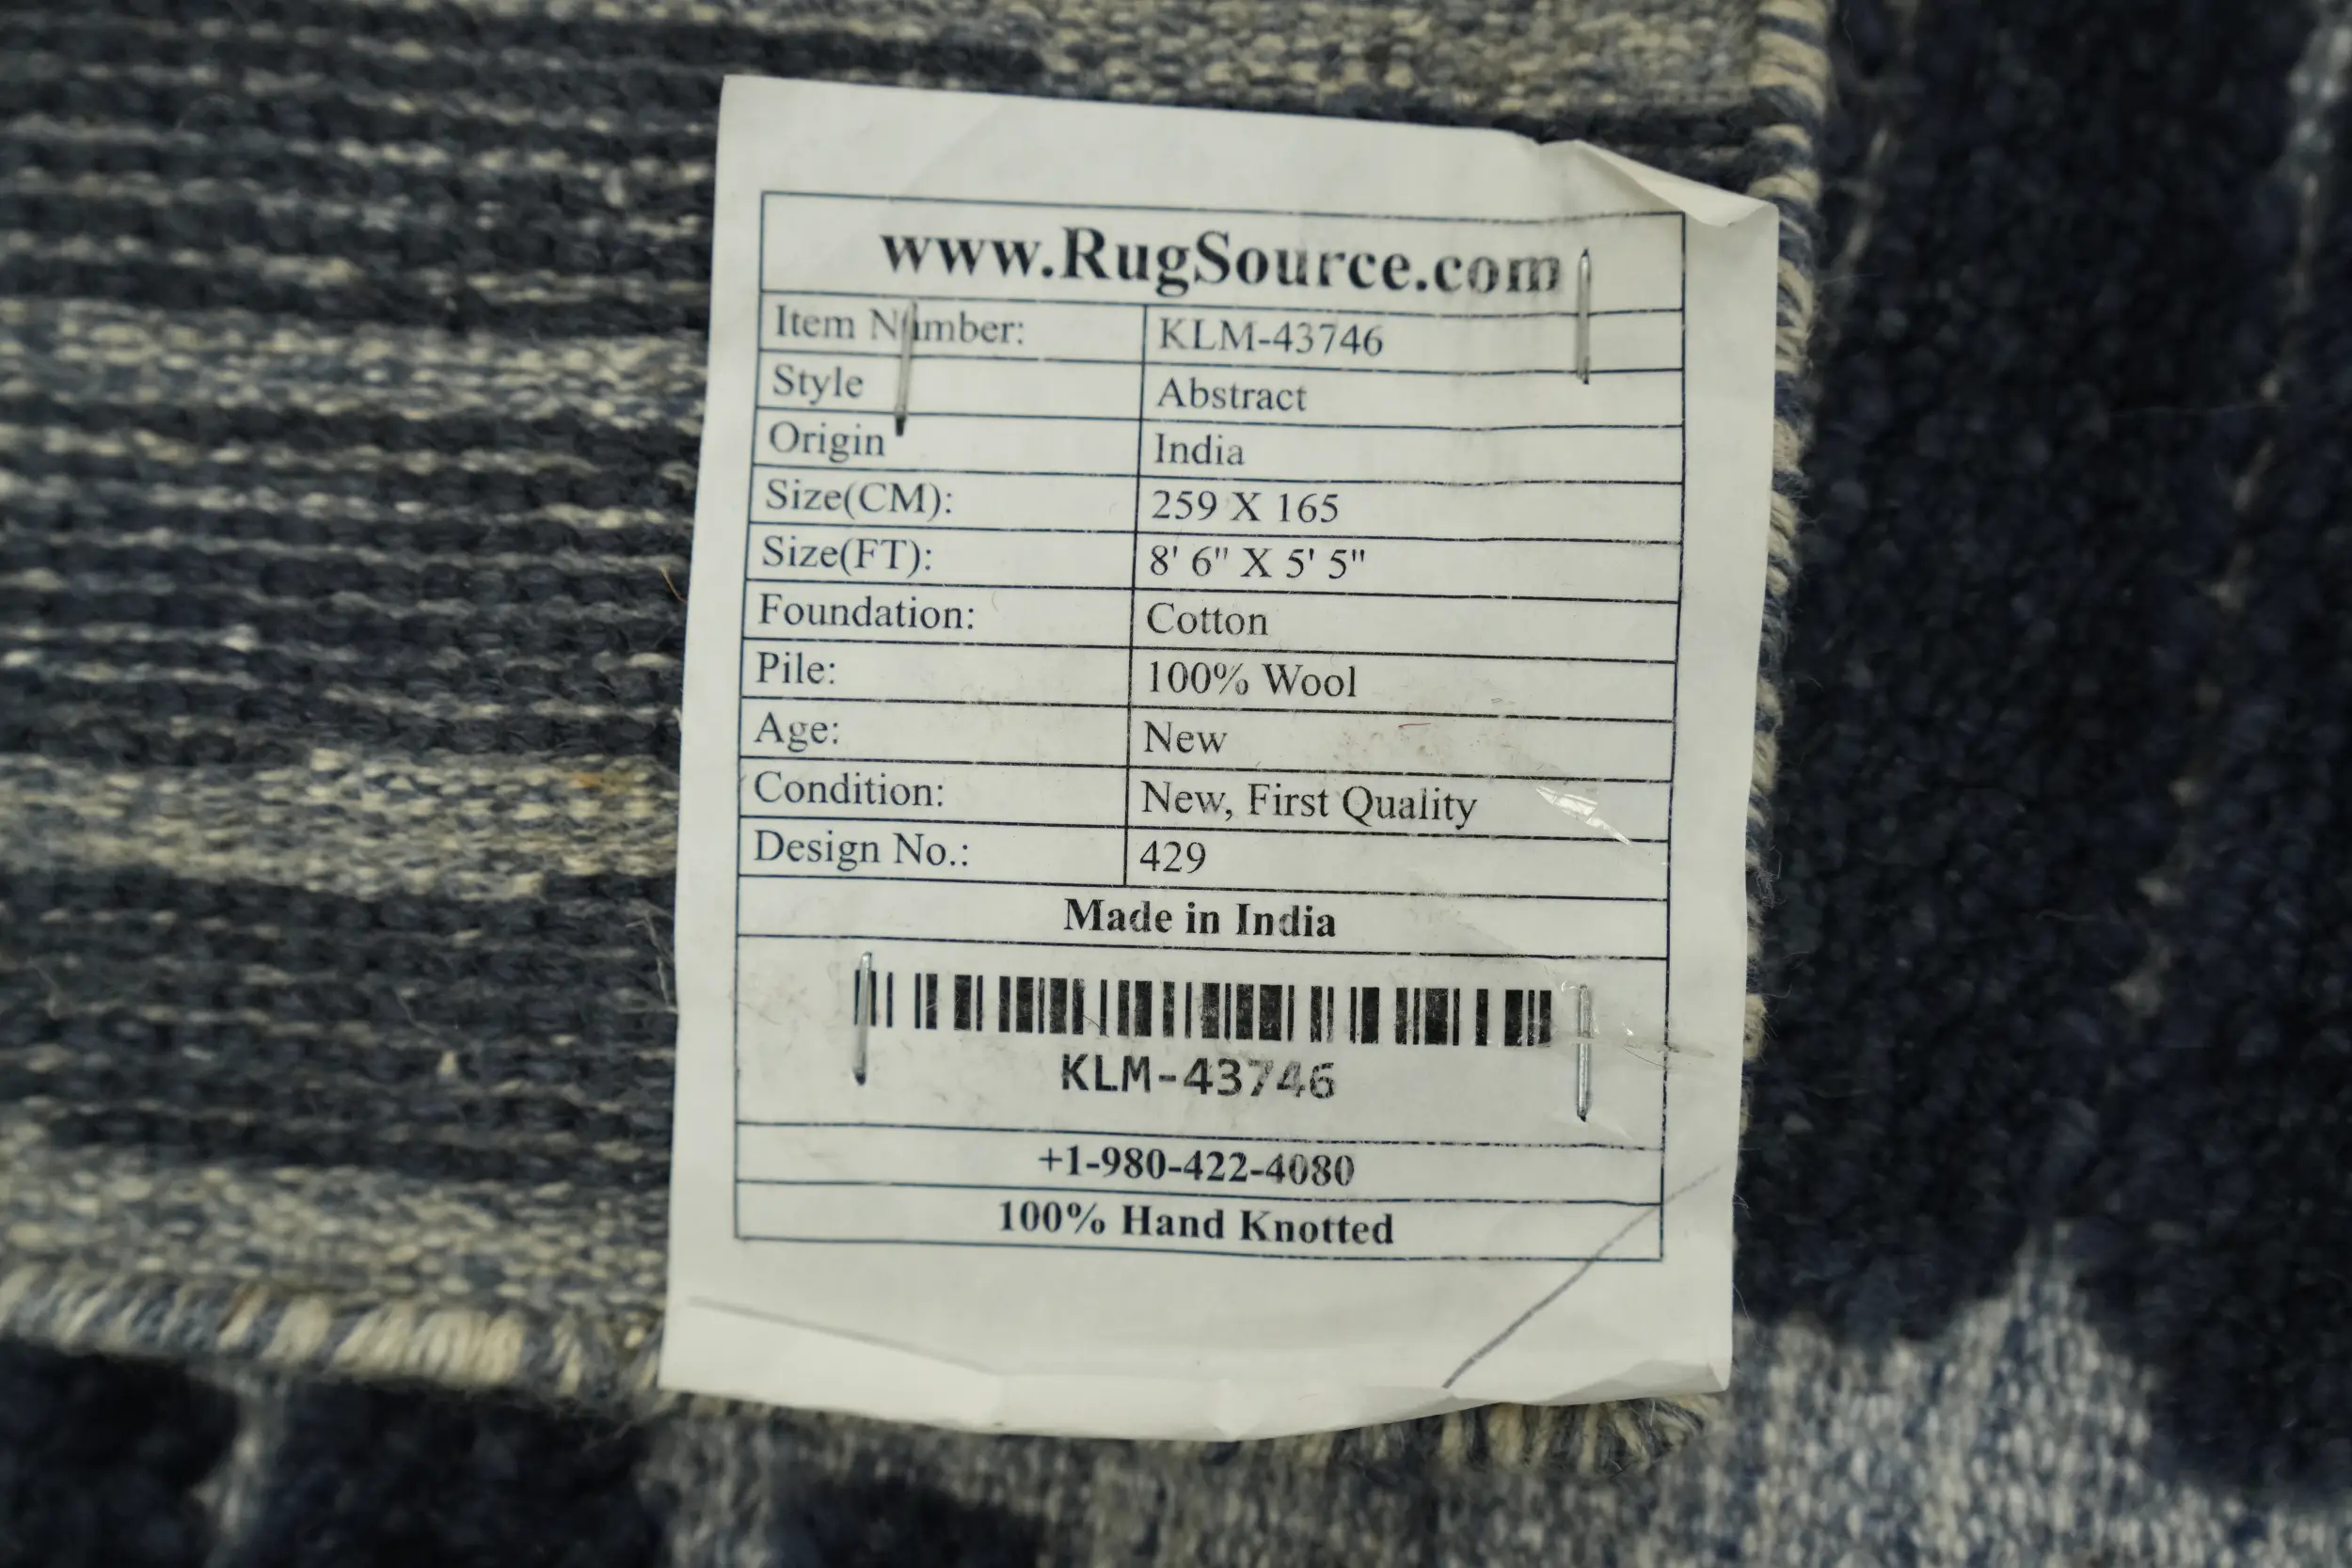 www.RugSource.com
Item Number: KLM-43746
Style Abstract
Origin India
Size(CM): 259 X 165
Size(FT): 8' 6" X 5' 5"
Foundation: Cotton
Pile: 100% Wool
Age: New
Condition: New, First Quality
Design No.: 429
Made in India
KLM-43746
+1-980-422-4080
100% Hand Knotted